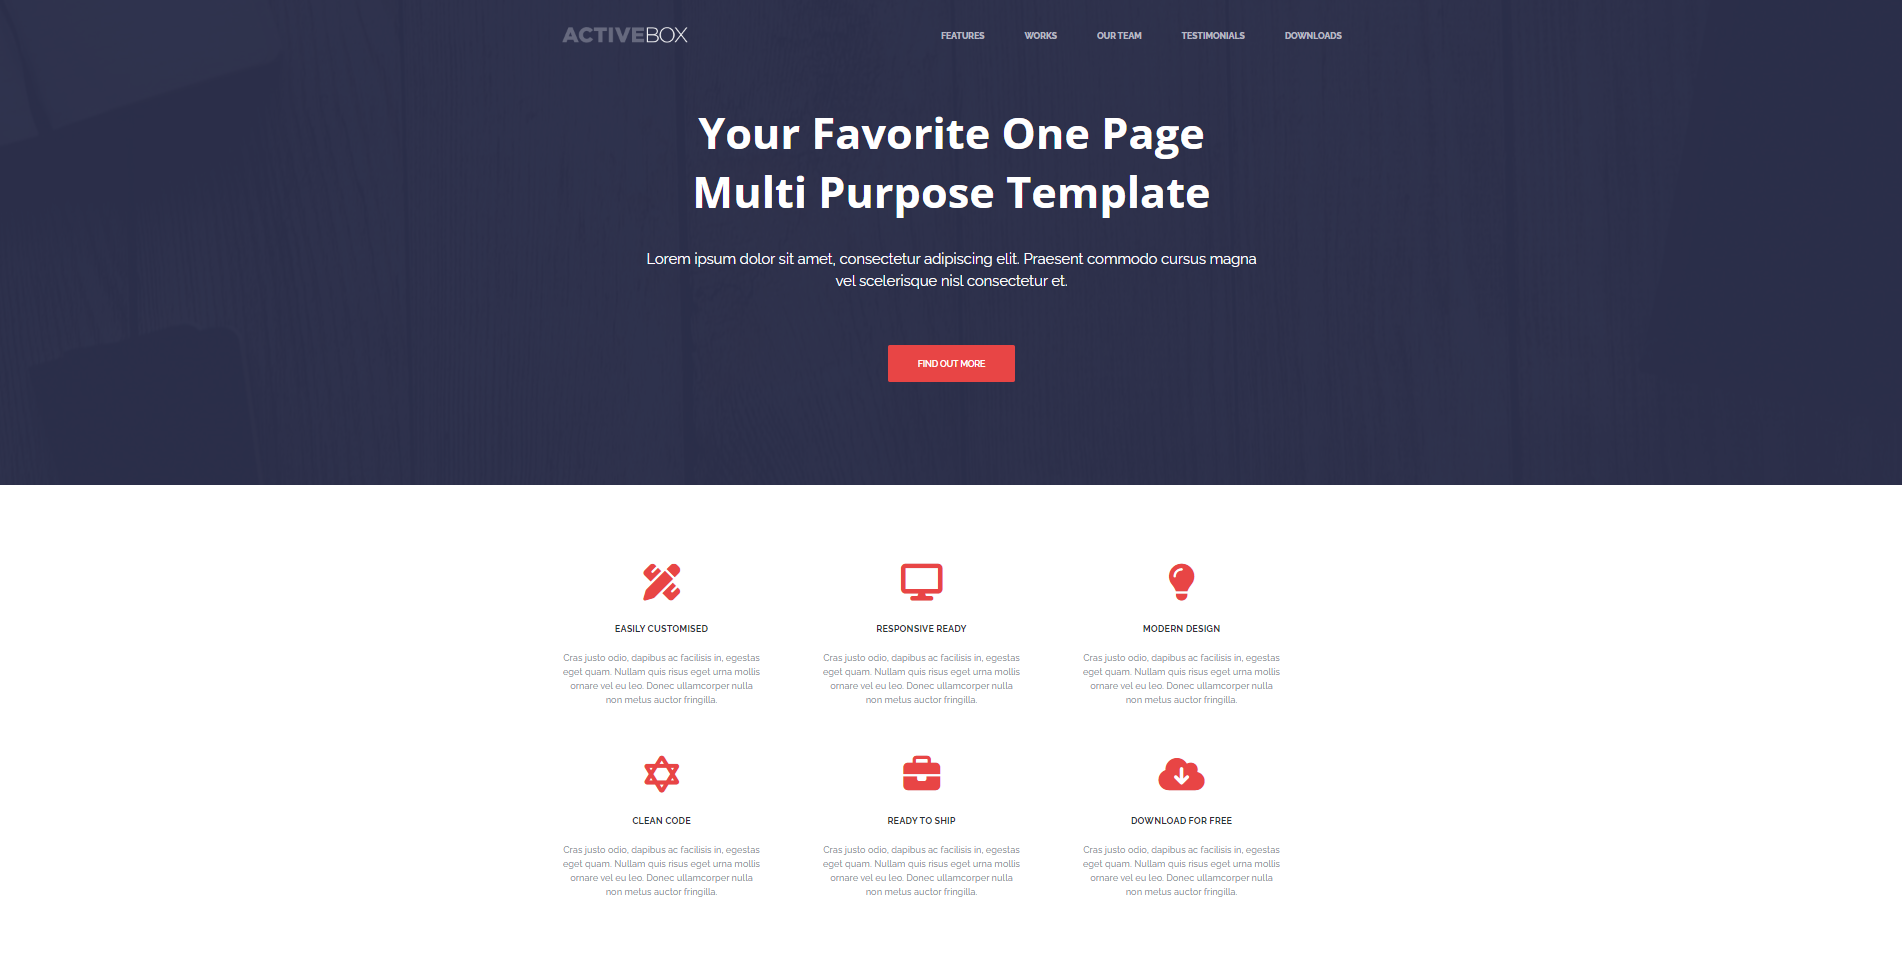 ACTIVEBOX
FEATURES WORKS OUR TEAM TESTIMONIALS DOWNLOADS
Your Favorite One Page
Multi Purpose Template
Lorem ipsum dolor sit amet, consectetur adipiscing elit. Praesent commodo cursus magna
vel scelerisque nisl consectetur et.
FIND OUT MORE
EASILY CUSTOMISED
Cras justo odio, dapibus ac facilisis in, egestas
eget quam. Nullam quis risus eget urna mollis
ornare vel eu leo. Donec ullamcorper nulla
non metus auctor fringilla.
RESPONSIVE READY
Cras justo odio, dapibus ac facilisis in, egestas
eget quam. Nullam quis risus eget urna mollis
ornare vel eu leo. Donec ullamcorper nulla
non metus auctor fringilla.
MODERN DESIGN
Cras justo odio, dapibus ac facilisis in, egestas
eget quam. Nullam quis risus eget urna mollis
ornare vel eu leo. Donec ullamcorper nulla
non metus auctor fringilla.
CLEAN CODE
Cras justo odio, dapibus ac facilisis in, egestas
eget quam. Nullam quis risus eget urna mollis
ornare vel eu leo. Donec ullamcorper nulla
non metus auctor fringilla.
READY TO SHIP
Cras justo odio, dapibus ac facilisis in, egestas
eget quam. Nullam quis risus eget urna mollis
ornare vel eu leo. Donec ullamcorper nulla
non metus auctor fringilla.
DOWNLOAD FOR FREE
Cras justo odio, dapibus ac facilisis in, egestas
eget quam. Nullam quis risus eget urna mollis
ornare vel eu leo. Donec ullamcorper nulla
non metus auctor fringilla.